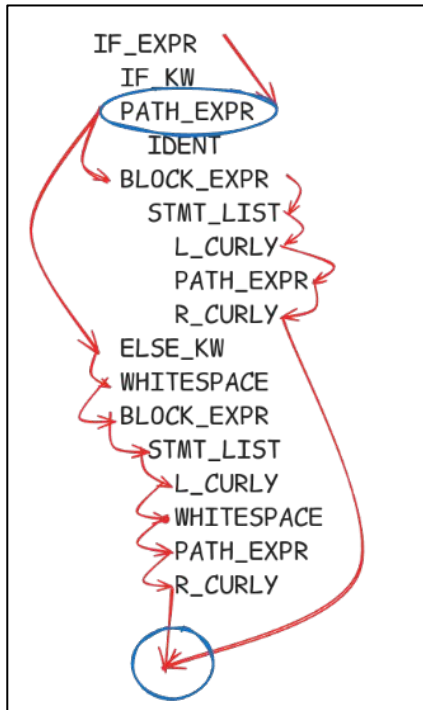 IF_EXPR
IF_KW
PATH_EXPR
IDENT
BLOCK_EXPR
STMT_LIST
L_CURLY
PATH_EXPR
R_CURLY
ELSE_KW
WHITESPACE
BLOCK_EXPR
STMT_LIST
L_CURLY
WHITESPACE
PATH_EXPR
R_CURLY